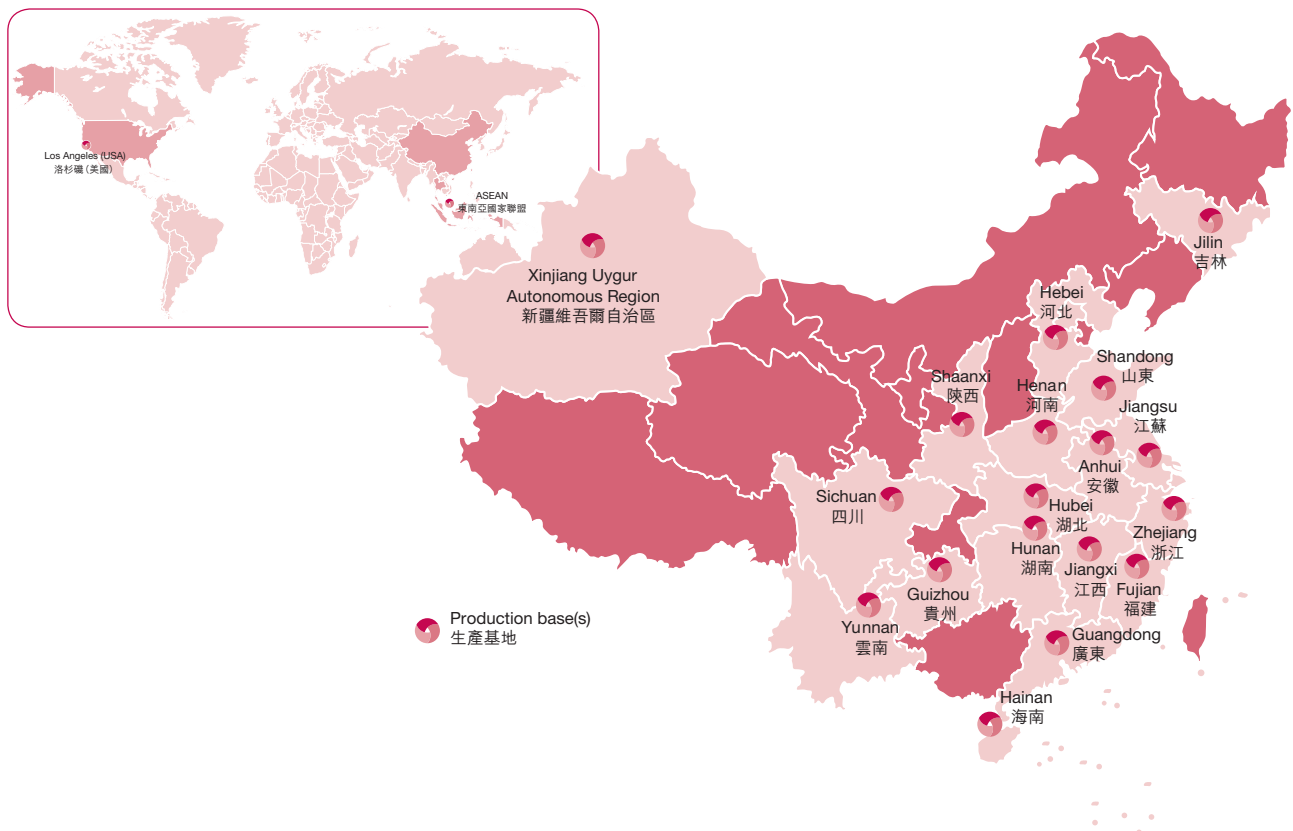 Los Angeles (USA)
洛杉磯(美國)
ASEAN
東南亞國家聯盟
Xinjiang Uygur
Autonomous Region
新疆維吾爾自治區
Jilin
吉林
Hebei
河北
Shandong
山東
Shaanxi
陝西
Henan
河南
Jiangsu
江蘇
Anhui
安徽
Sichuan
四川
Hubei
湖北
Zhejiang
浙江
Hunan
湖南
Jiangxi
江西
Fujian
福建
Guizhou
貴州
Yunnan
雲南
Guangdong
廣東
Hainan
海南
Production base(s)
生產基地